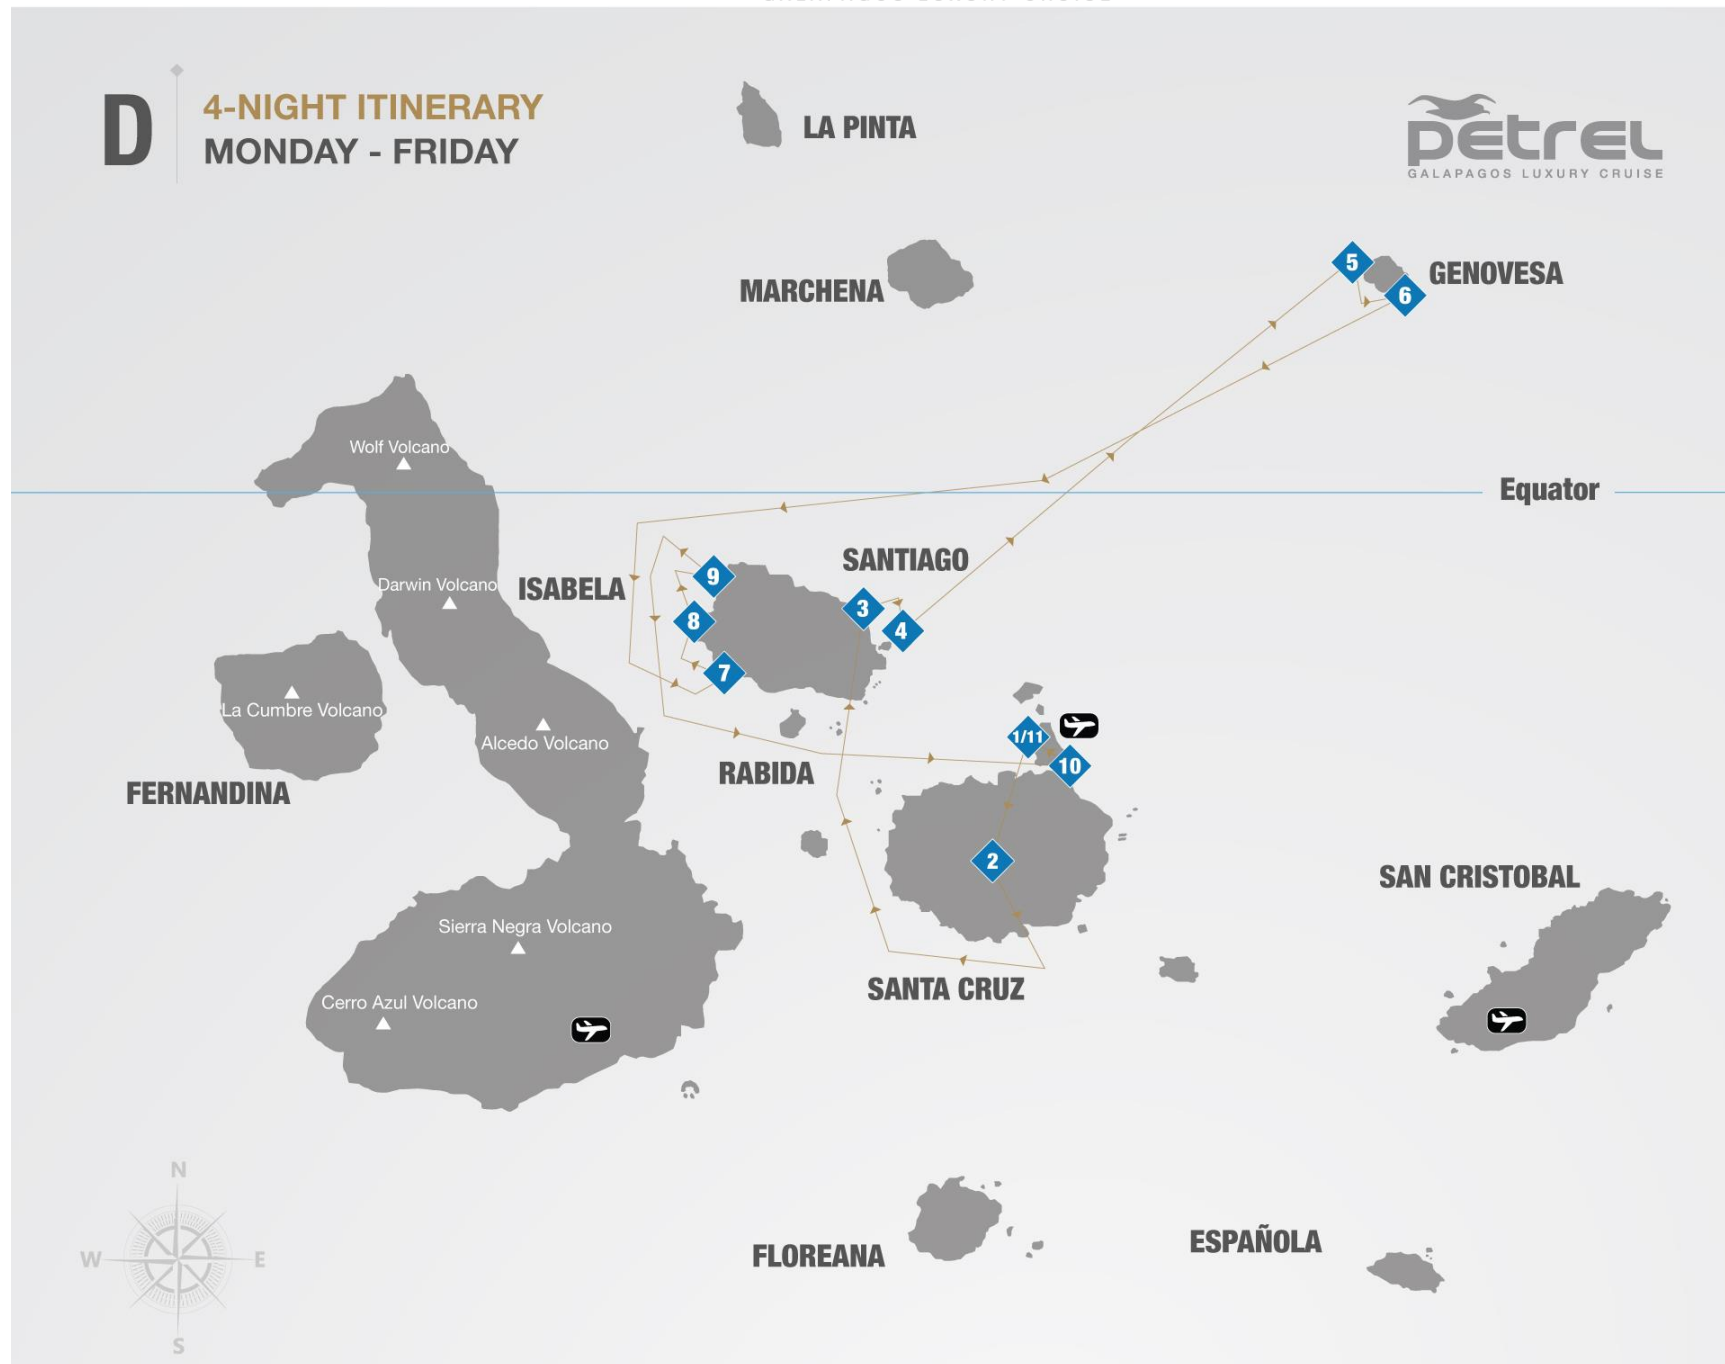 D
4-NIGHT ITINERARY
MONDAY - FRIDAY
LA PINTA
petrel
GALAPAGOS LUXURY CRUISE
MARCHENA
5
GENOVESA
6
Wolf Volcano
Equator
SANTIAGO
9
Darwin Volcano
ISABELA
3
8
4
7
La Cumbre Volcano
Alcedo Volcano
1/11
10
RABIDA
FERNANDINA
2
SAN CRISTOBAL
Sierra Negra Volcano
SANTA CRUZ
Cerro Azul Volcano
N
W
E
S
FLOREANA
ESPAÑOLA